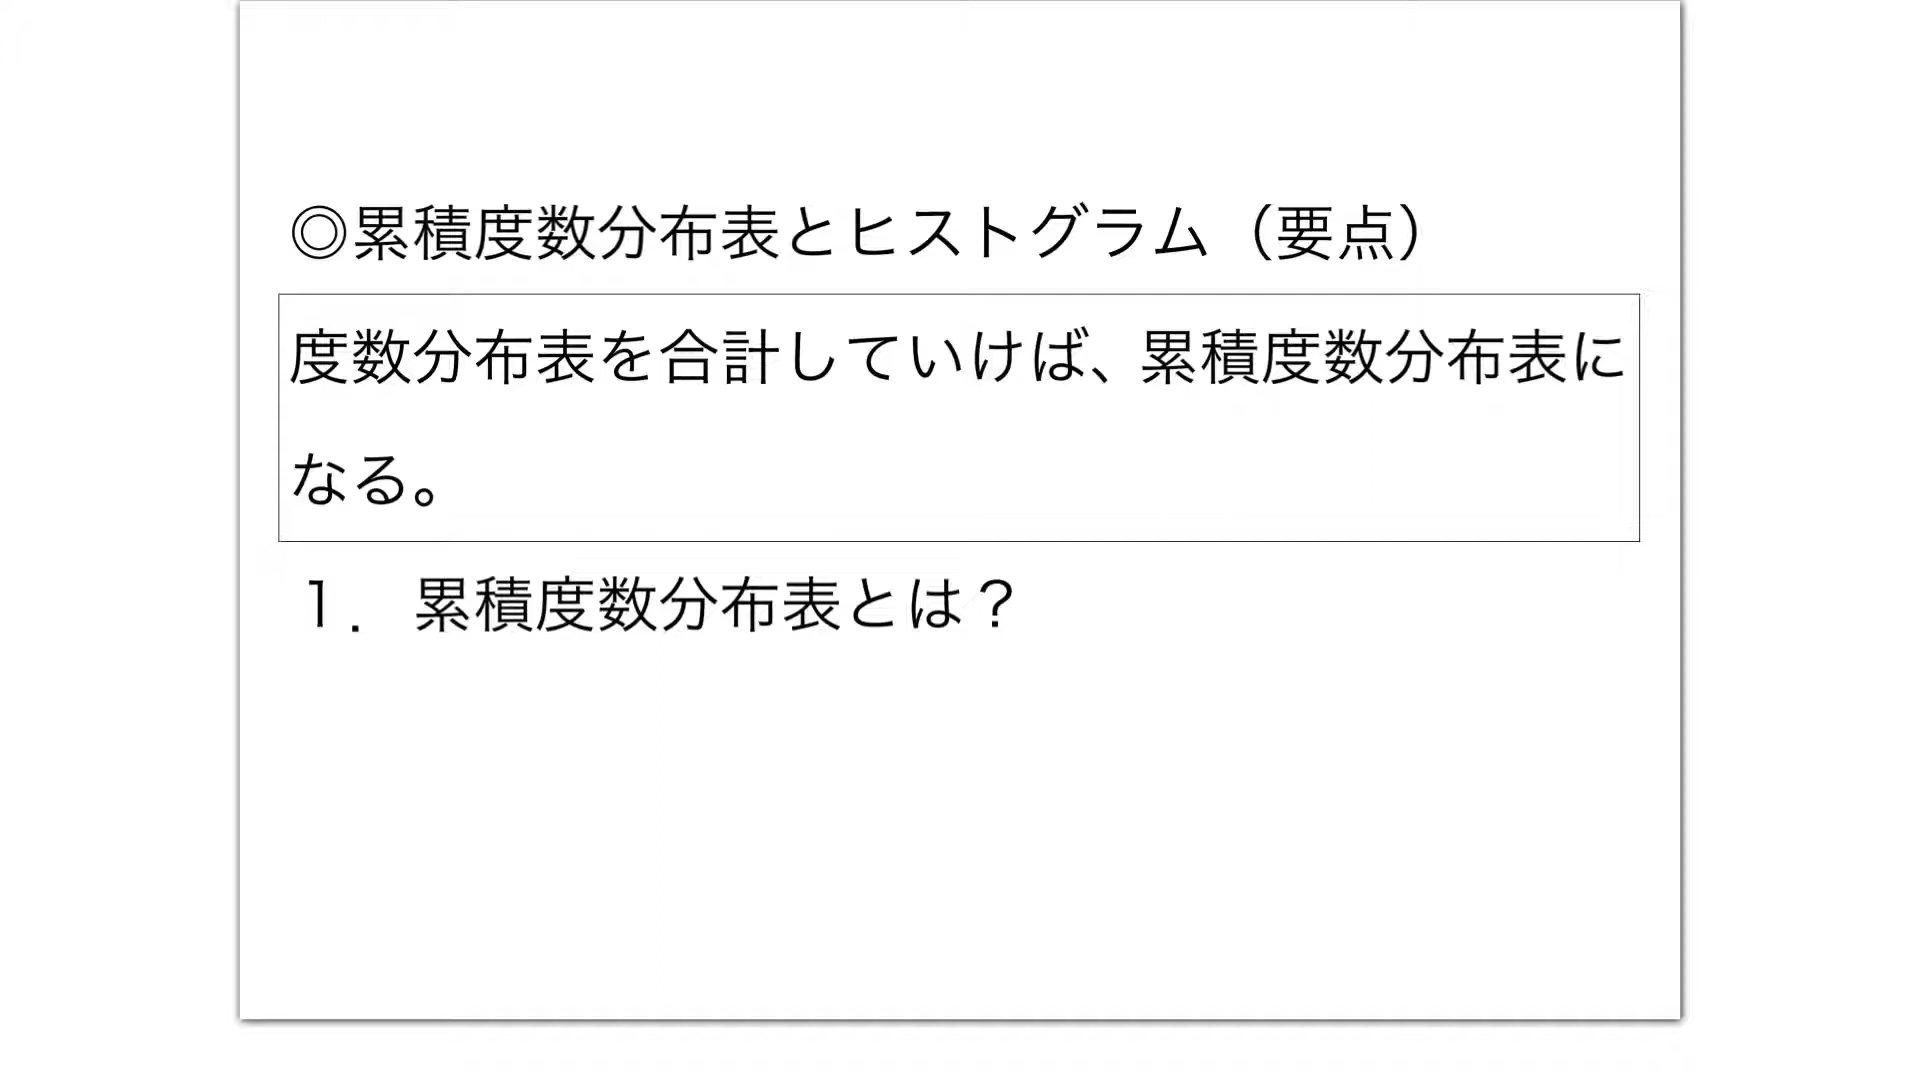 ◎累積度数分布表とヒストグラム（要点）
度数分布表を合計していけば、累積度数分布表に
なる。
１．累積度数分布表とは？